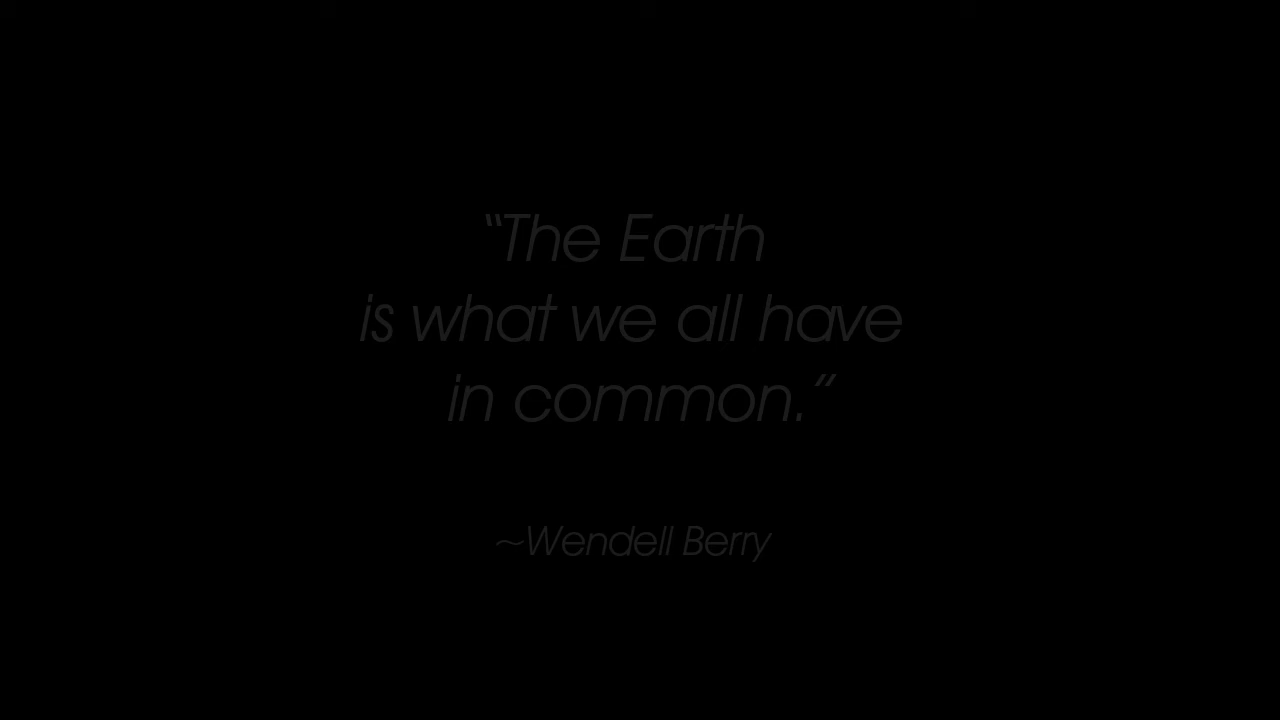 “The Earth
is what we all have
in common.”
~Wendell Berry